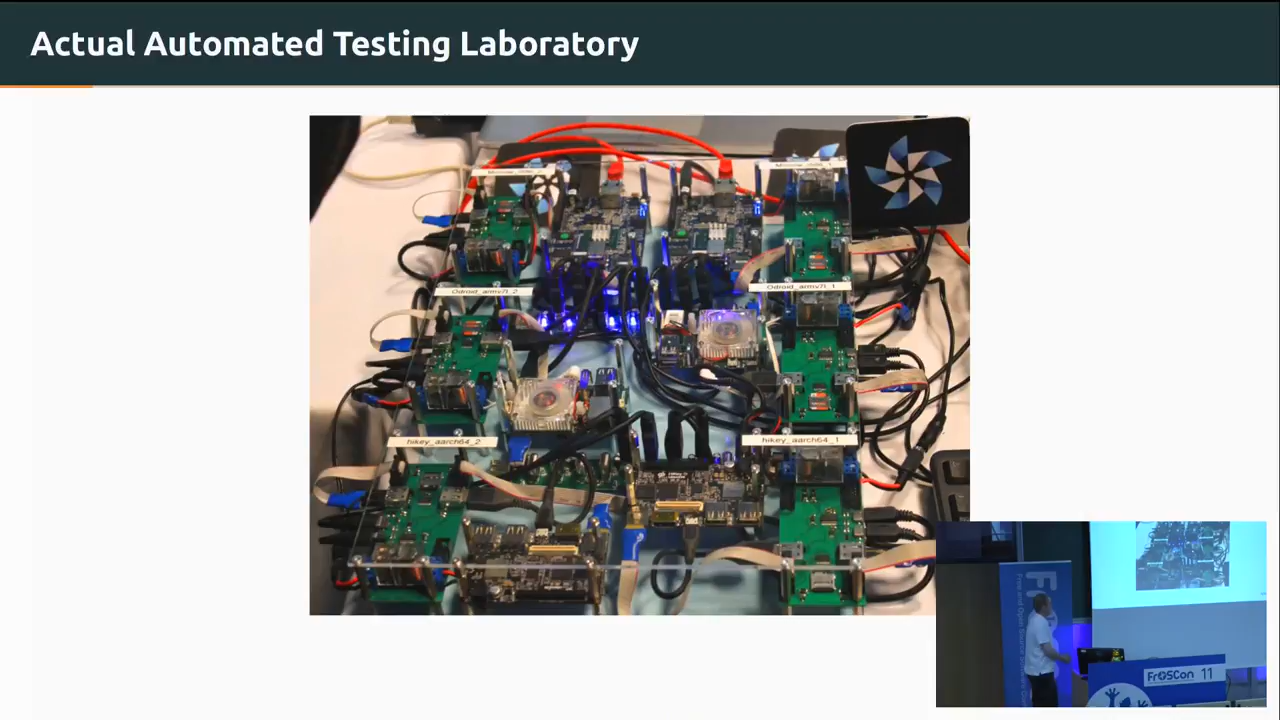 Actual Automated Testing Laboratory
Odroid_armv7l_2
Odroid_armv7l_1
hikey_aarch64_2
hikey_aarch64_1
FrOSCon 11